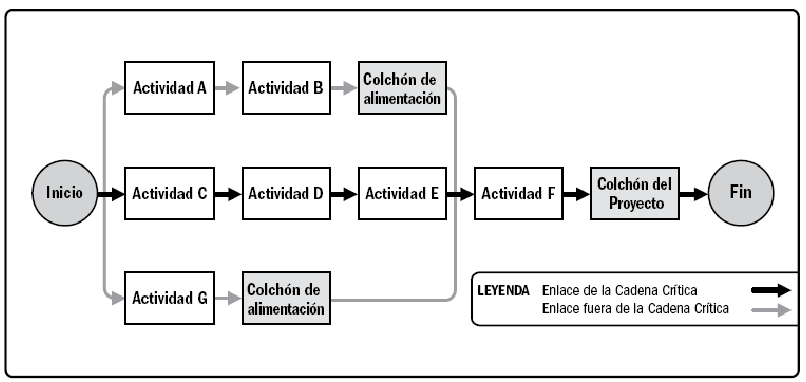 Actividad A
Actividad B
Colchón de
alimentación
Inicio
Actividad C
Actividad D
Actividad E
Actividad F
Colchón del
Proyecto
Fin
Actividad G
Colchón de
alimentación
LEYENDA Enlace de la Cadena Crítica
Enlace fuera de la Cadena Crítica